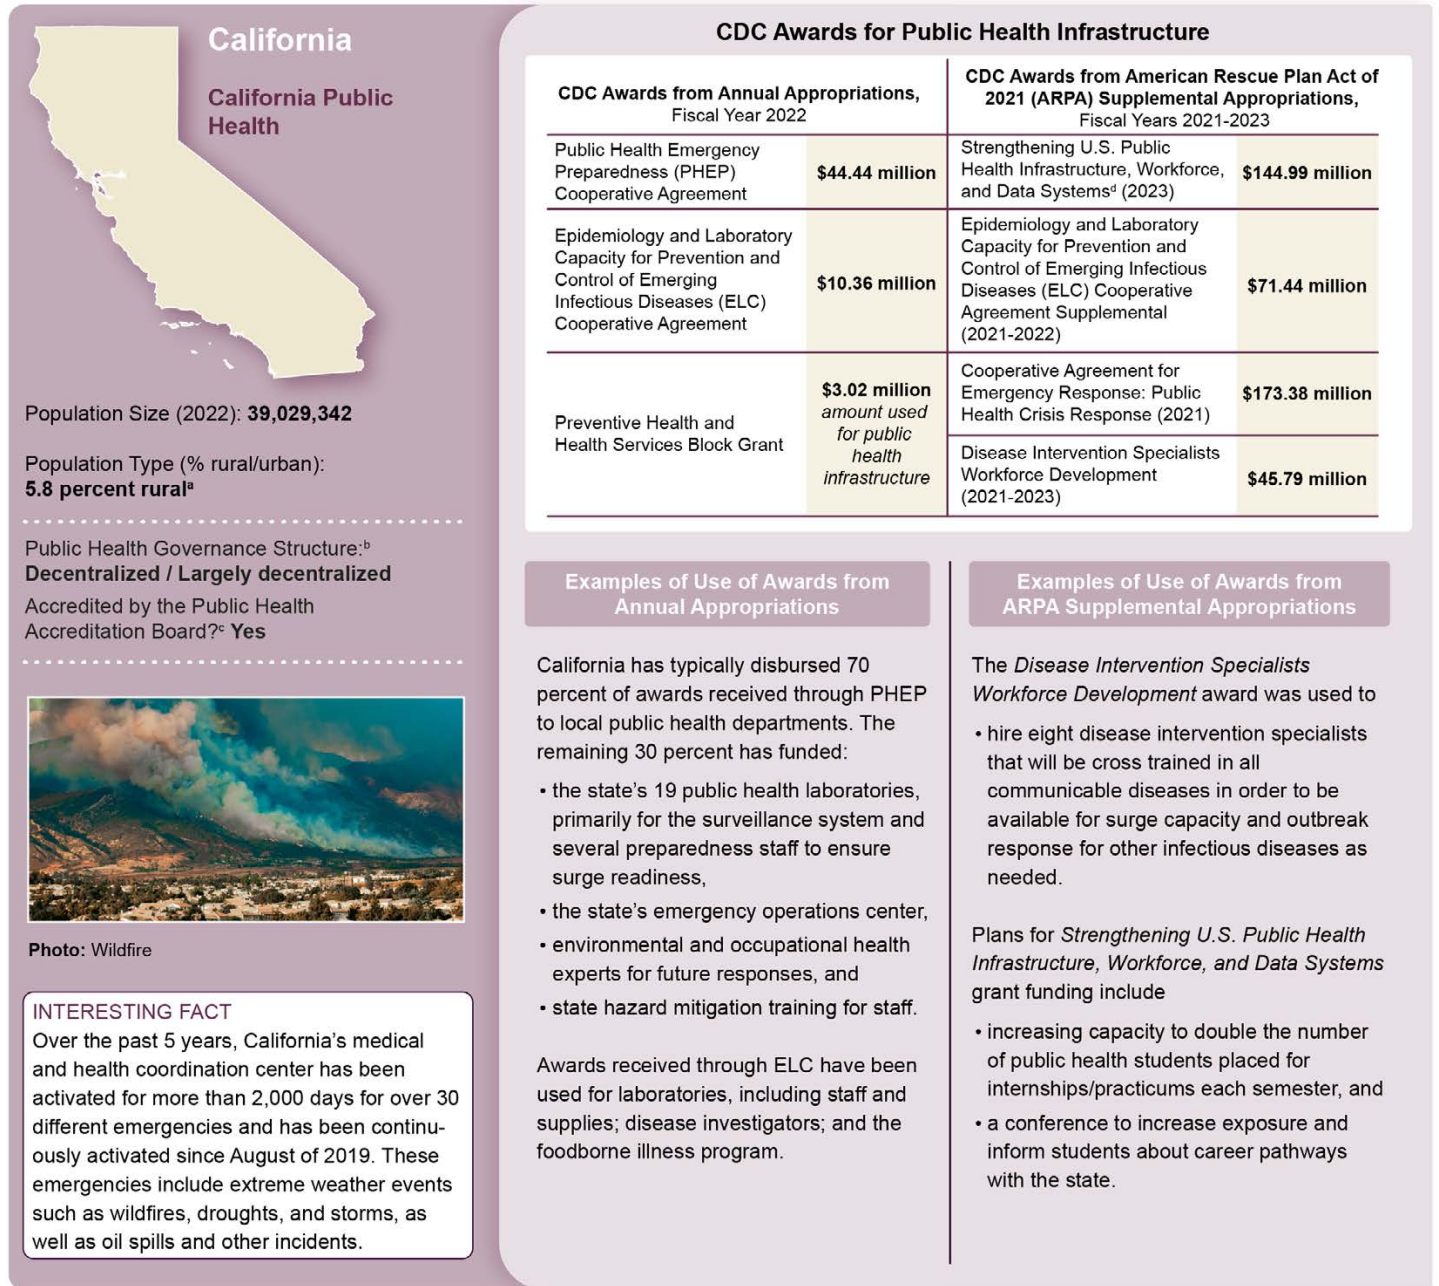 California
California Public
Health
Population Size (2022): 39,029,342
Population Type (% rural/urban):
5.8 percent ruralᵃ
Public Health Governance Structure:ᵇ
Decentralized / Largely decentralized
Accredited by the Public Health
Accreditation Board?ᶜ Yes
Photo: Wildfire
INTERESTING FACT
Over the past 5 years, California’s medical
and health coordination center has been
activated for more than 2,000 days for over 30
different emergencies and has been continu-
ously activated since August of 2019. These
emergencies include extreme weather events
such as wildfires, droughts, and storms, as
well as oil spills and other incidents.
CDC Awards for Public Health Infrastructure
CDC Awards from Annual Appropriations,
Fiscal Year 2022
Public Health Emergency
Preparedness (PHEP)
Cooperative Agreement
$44.44 million
Epidemiology and Laboratory
Capacity for Prevention and
Control of Emerging
Infectious Diseases (ELC)
Cooperative Agreement
$10.36 million
Preventive Health and
Health Services Block Grant
$3.02 million
amount used
for public
health
infrastructure
CDC Awards from American Rescue Plan Act of
2021 (ARPA) Supplemental Appropriations,
Fiscal Years 2021-2023
Strengthening U.S. Public
Health Infrastructure, Workforce,
and Data Systemsᵈ (2023)
$144.99 million
Epidemiology and Laboratory
Capacity for Prevention and
Control of Emerging Infectious
Diseases (ELC) Cooperative
Agreement Supplemental
(2021-2022)
$71.44 million
Cooperative Agreement for
Emergency Response: Public
Health Crisis Response (2021)
$173.38 million
Disease Intervention Specialists
Workforce Development
(2021-2023)
$45.79 million
Examples of Use of Awards from
Annual Appropriations
California has typically disbursed 70
percent of awards received through PHEP
to local public health departments. The
remaining 30 percent has funded:
• the state’s 19 public health laboratories,
primarily for the surveillance system and
several preparedness staff to ensure
surge readiness,
• the state’s emergency operations center,
• environmental and occupational health
experts for future responses, and
• state hazard mitigation training for staff.
Awards received through ELC have been
used for laboratories, including staff and
supplies; disease investigators; and the
foodborne illness program.
Examples of Use of Awards from
ARPA Supplemental Appropriations
The Disease Intervention Specialists
Workforce Development award was used to
• hire eight disease intervention specialists
that will be cross trained in all
communicable diseases in order to be
available for surge capacity and outbreak
response for other infectious diseases as
needed.
Plans for Strengthening U.S. Public Health
Infrastructure, Workforce, and Data Systems
grant funding include
• increasing capacity to double the number
of public health students placed for
internships/practicums each semester, and
• a conference to increase exposure and
inform students about career pathways
with the state.